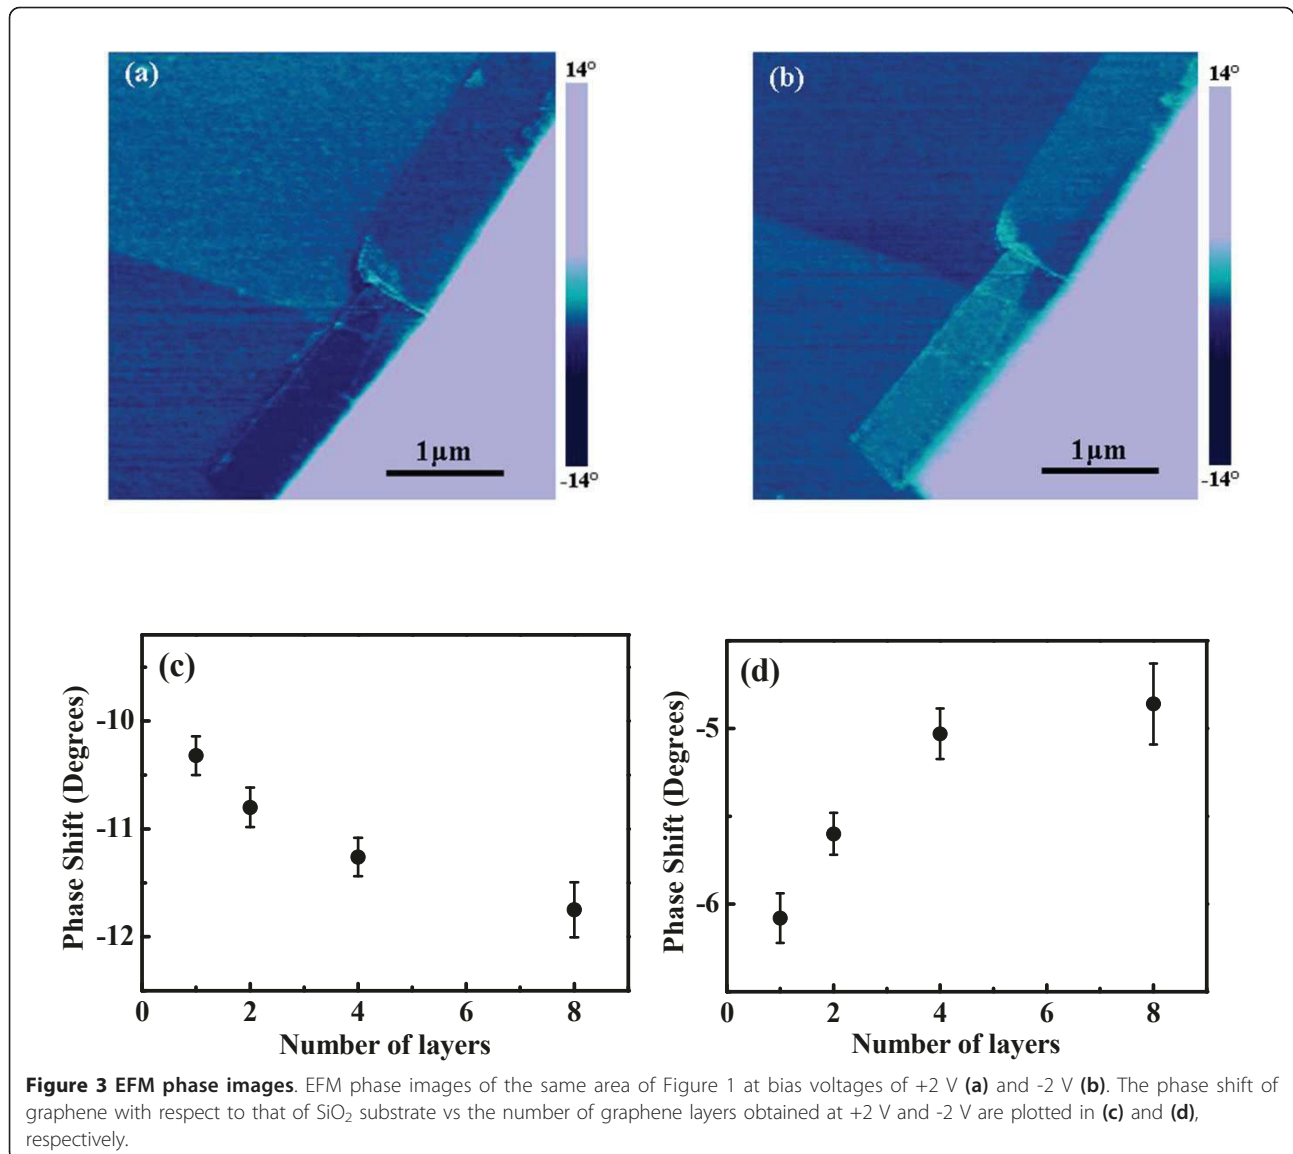 (a)
14°
1µm
-14°
(b)
14°
1µm
-14°
(c)
Phase Shift (Degrees)
-10
-11
-12
0 2 4 6 8
Number of layers
(d)
Phase Shift (Degrees)
-5
-6
0 2 4 6 8
Number of layers
Figure 3 EFM phase images. EFM phase images of the same area of Figure 1 at bias voltages of +2 V (a) and -2 V (b). The phase shift of
graphene with respect to that of SiO₂ substrate vs the number of graphene layers obtained at +2 V and -2 V are plotted in (c) and (d),
respectively.